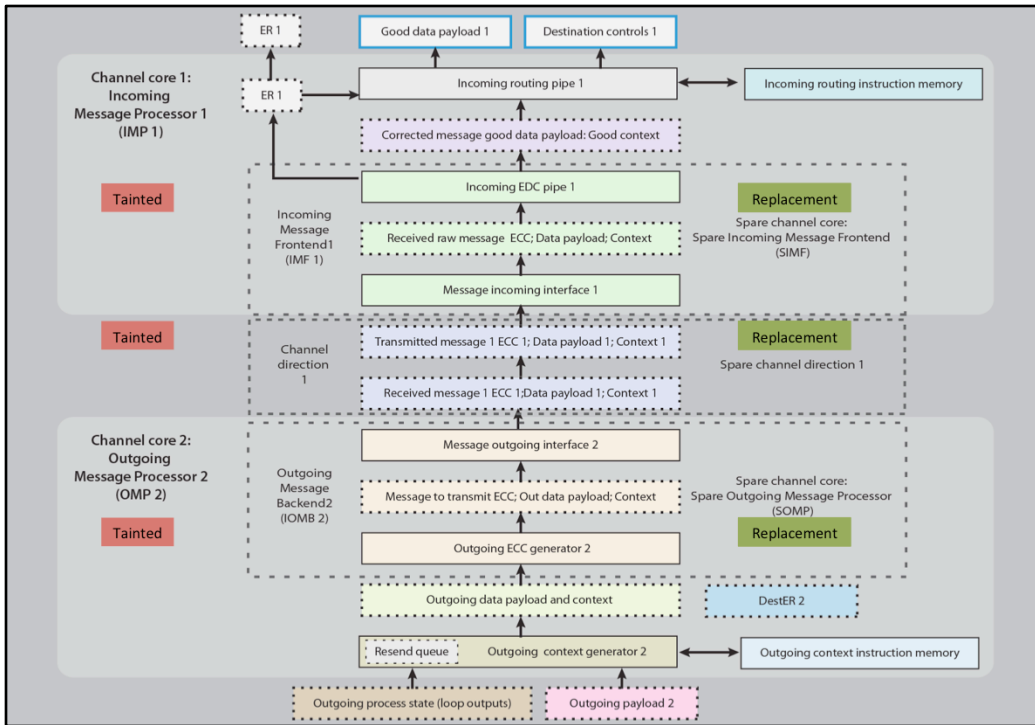 ER 1
Good data payload 1
Destination controls 1
Channel core 1:
Incoming
Message Processor 1
(IMP 1)
ER 1
Incoming routing pipe 1
Incoming routing instruction memory
Corrected message good data payload: Good context
Tainted
Incoming
Message
Frontend1
(IMF 1)
Incoming EDC pipe 1
Received raw message ECC; Data payload; Context
Message incoming interface 1
Replacement
Spare channel core:
Spare Incoming Message Frontend
(SIMF)
Tainted
Channel
direction
1
Transmitted message 1 ECC 1; Data payload 1; Context 1
Received message 1 ECC 1;Data payload 1; Context 1
Replacement
Spare channel direction 1
Channel core 2:
Outgoing
Message Processor 2
(OMP 2)
Tainted
Outgoing
Message
Backend2
(IOMB 2)
Message outgoing interface 2
Message to transmit ECC; Out data payload; Context
Outgoing ECC generator 2
Spare channel core:
Spare Outgoing Message Processor
(SOMP)
Replacement
Outgoing data payload and context
DestER 2
Resend queue
Outgoing context generator 2
Outgoing context instruction memory
Outgoing process state (loop outputs)
Outgoing payload 2